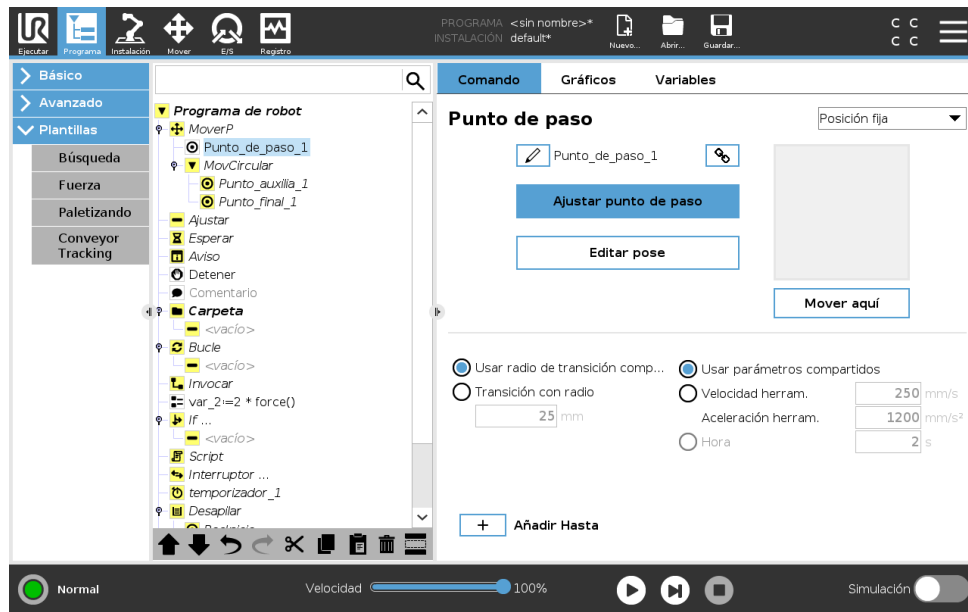 Ejecutar
Programa
Instalación
Mover
E/S
Registro
PROGRAMA <sin nombre>*
INSTALACIÓN default*
Nuevo...
Abrir...
Guardar...
C C
C C
Básico
Avanzado
Plantillas
Búsqueda
Fuerza
Paletizando
Conveyor
Tracking
Programa de robot
MoverP
Punto_de_paso_1
MovCircular
Punto_auxilia_1
Punto_final_1
Ajustar
Esperar
Aviso
Detener
Comentario
Carpeta
<vacío>
Bucle
<vacío>
Invocar
var_2:=2 * force()
If ...
<vacío>
Script
Interruptor ...
temporizador_1
Desapilar
Comando
Gráficos
Variables
Punto de paso
Posición fija
Punto_de_paso_1
Ajustar punto de paso
Editar pose
Mover aquí
Usar radio de transición comp...
Transición con radio
25 mm
Usar parámetros compartidos
Velocidad herram.
250 mm/s
Aceleración herram.
1200 mm/s²
Hora
2 s
+ Añadir Hasta
Normal
Velocidad
100%
Simulación